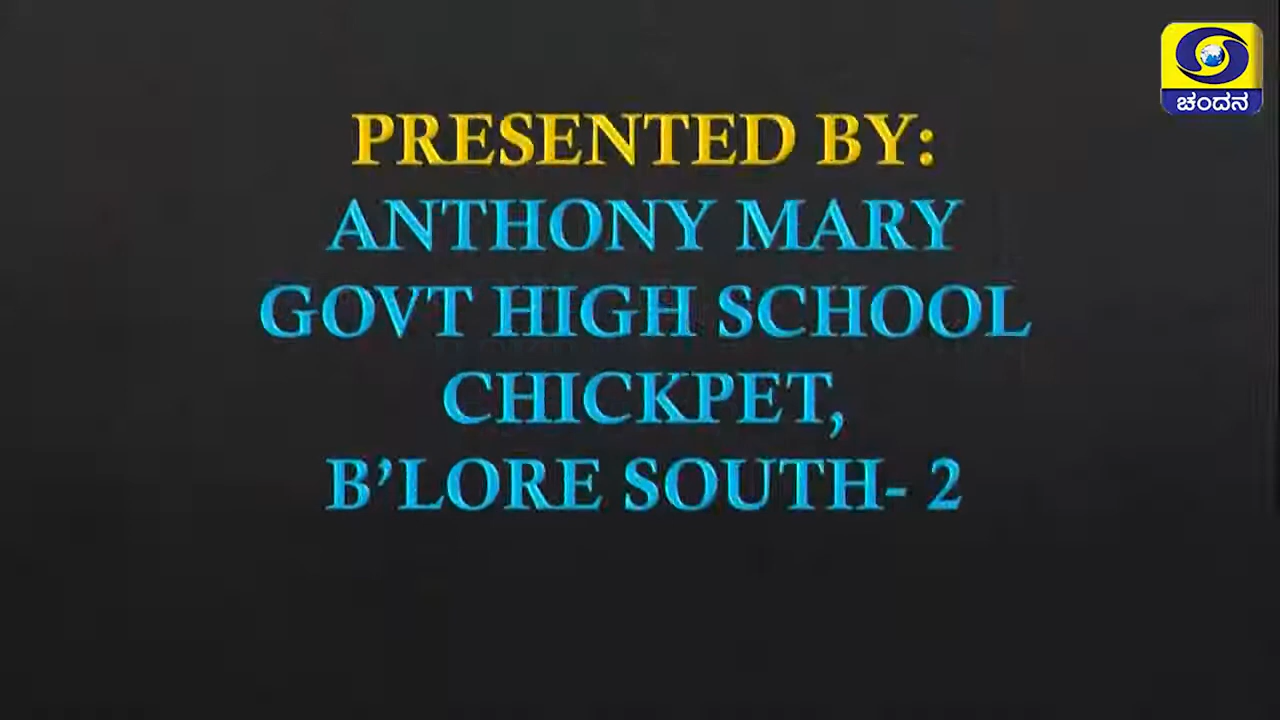 ಚಂದನ
PRESENTED BY:
ANTHONY MARY
GOVT HIGH SCHOOL
CHICKPET,
B’LORE SOUTH- 2